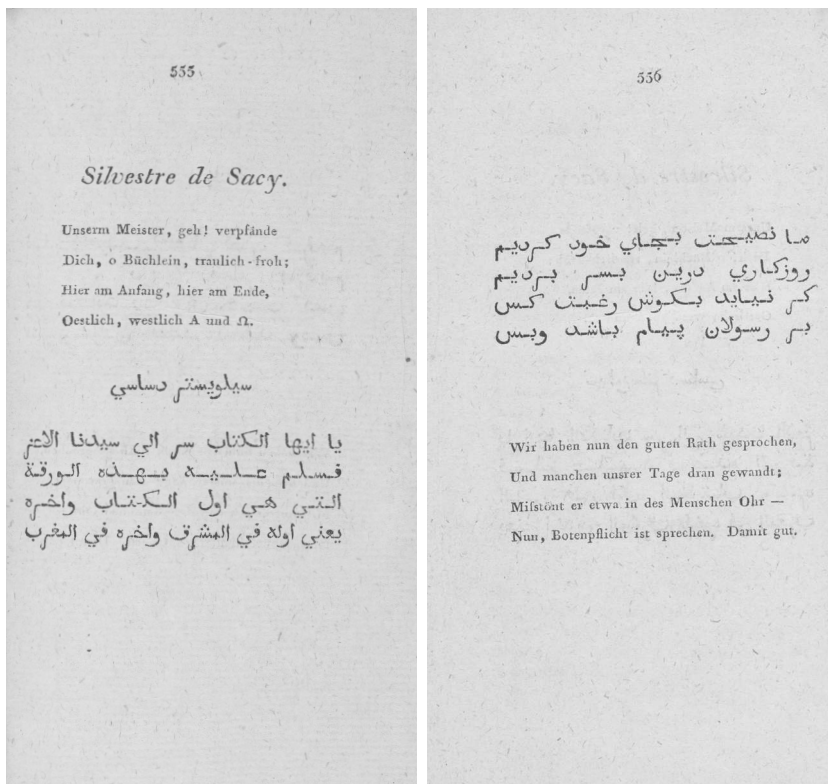 555
Silvestre de Sacy.
Unserm Meister, geh! verpfände
Dich, o Büchlein, traulich-froh;
Hier am Anfang, hier am Ende,
Oestlich, westlich A und Ω.
سيلويستر دساسي
يا ايها الكتاب سر الي سيدنا الاعز
فسلم عليه بهذه الورقة
التي هي اول الكتاب واخره
يعني اوله في المشرق واخره في المغرب
556
ما نصيحت بجاي خود كرديم
روزكاري درين بسر برديم
كر نيايد بكوش رغبت كس
بر رسولان پيام باشد وبس
Wir haben nun den guten Rath gesprochen,
Und manchen unsrer Tage dran gewandt;
Mifstönt er etwa in des Menschen Ohr —
Nun, Botenpflicht ist sprechen. Damit gut.